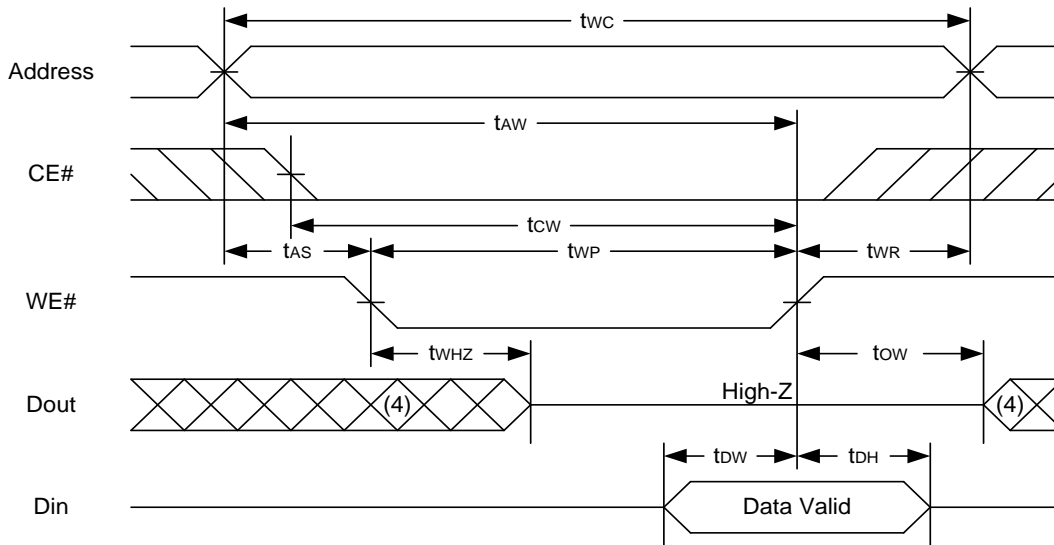 tWC
Address
tAW
CE#
tCW
tAS
tWP
tWR
WE#
tWHZ
tOW
Dout
(4)
High-Z
(4)
tDW
tDH
Din
Data Valid